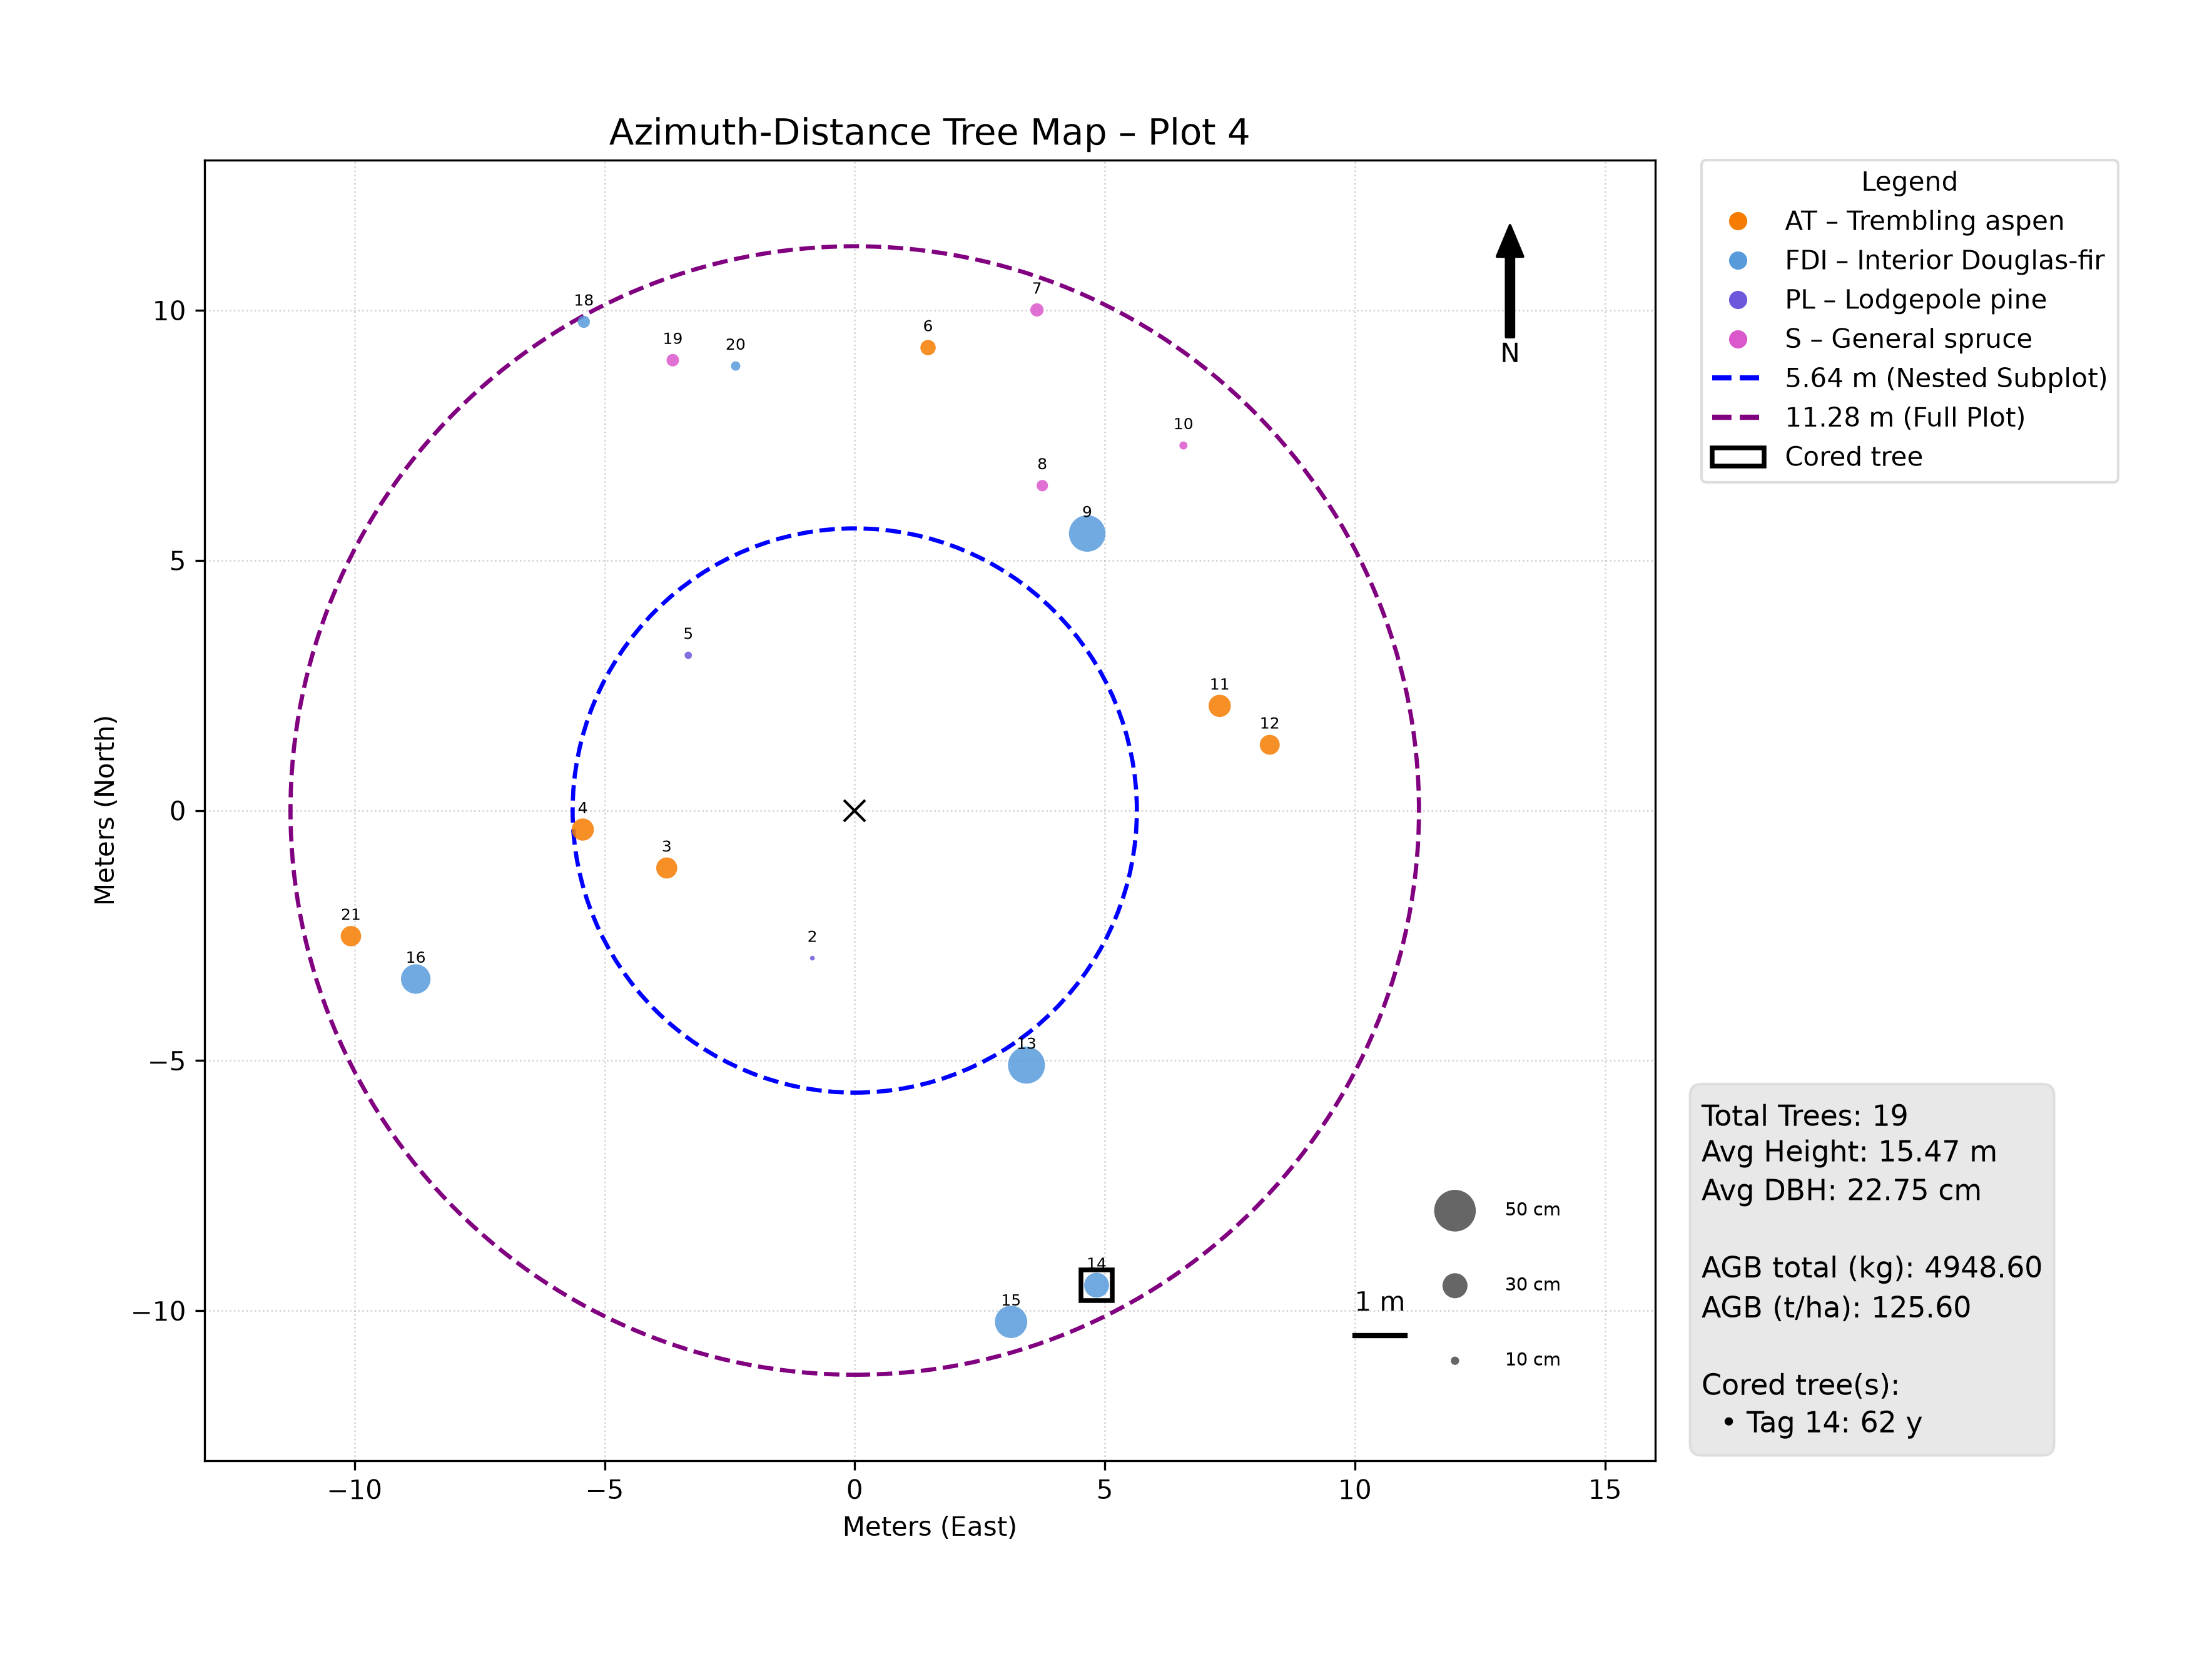 Azimuth-Distance Tree Map – Plot 4
Legend
AT – Trembling aspen
FDI – Interior Douglas-fir
PL – Lodgepole pine
S – General spruce
5.64 m (Nested Subplot)
11.28 m (Full Plot)
Cored tree
N
10
5
0
−5
−10
Meters (North)
18
19
20
6
7
10
8
9
5
11
12
4
3
21
16
2
13
14
15
50 cm
30 cm
10 cm
1 m
−10
−5
0
5
10
15
Meters (East)
Total Trees: 19
Avg Height: 15.47 m
Avg DBH: 22.75 cm
AGB total (kg): 4948.60
AGB (t/ha): 125.60
Cored tree(s):
• Tag 14: 62 y